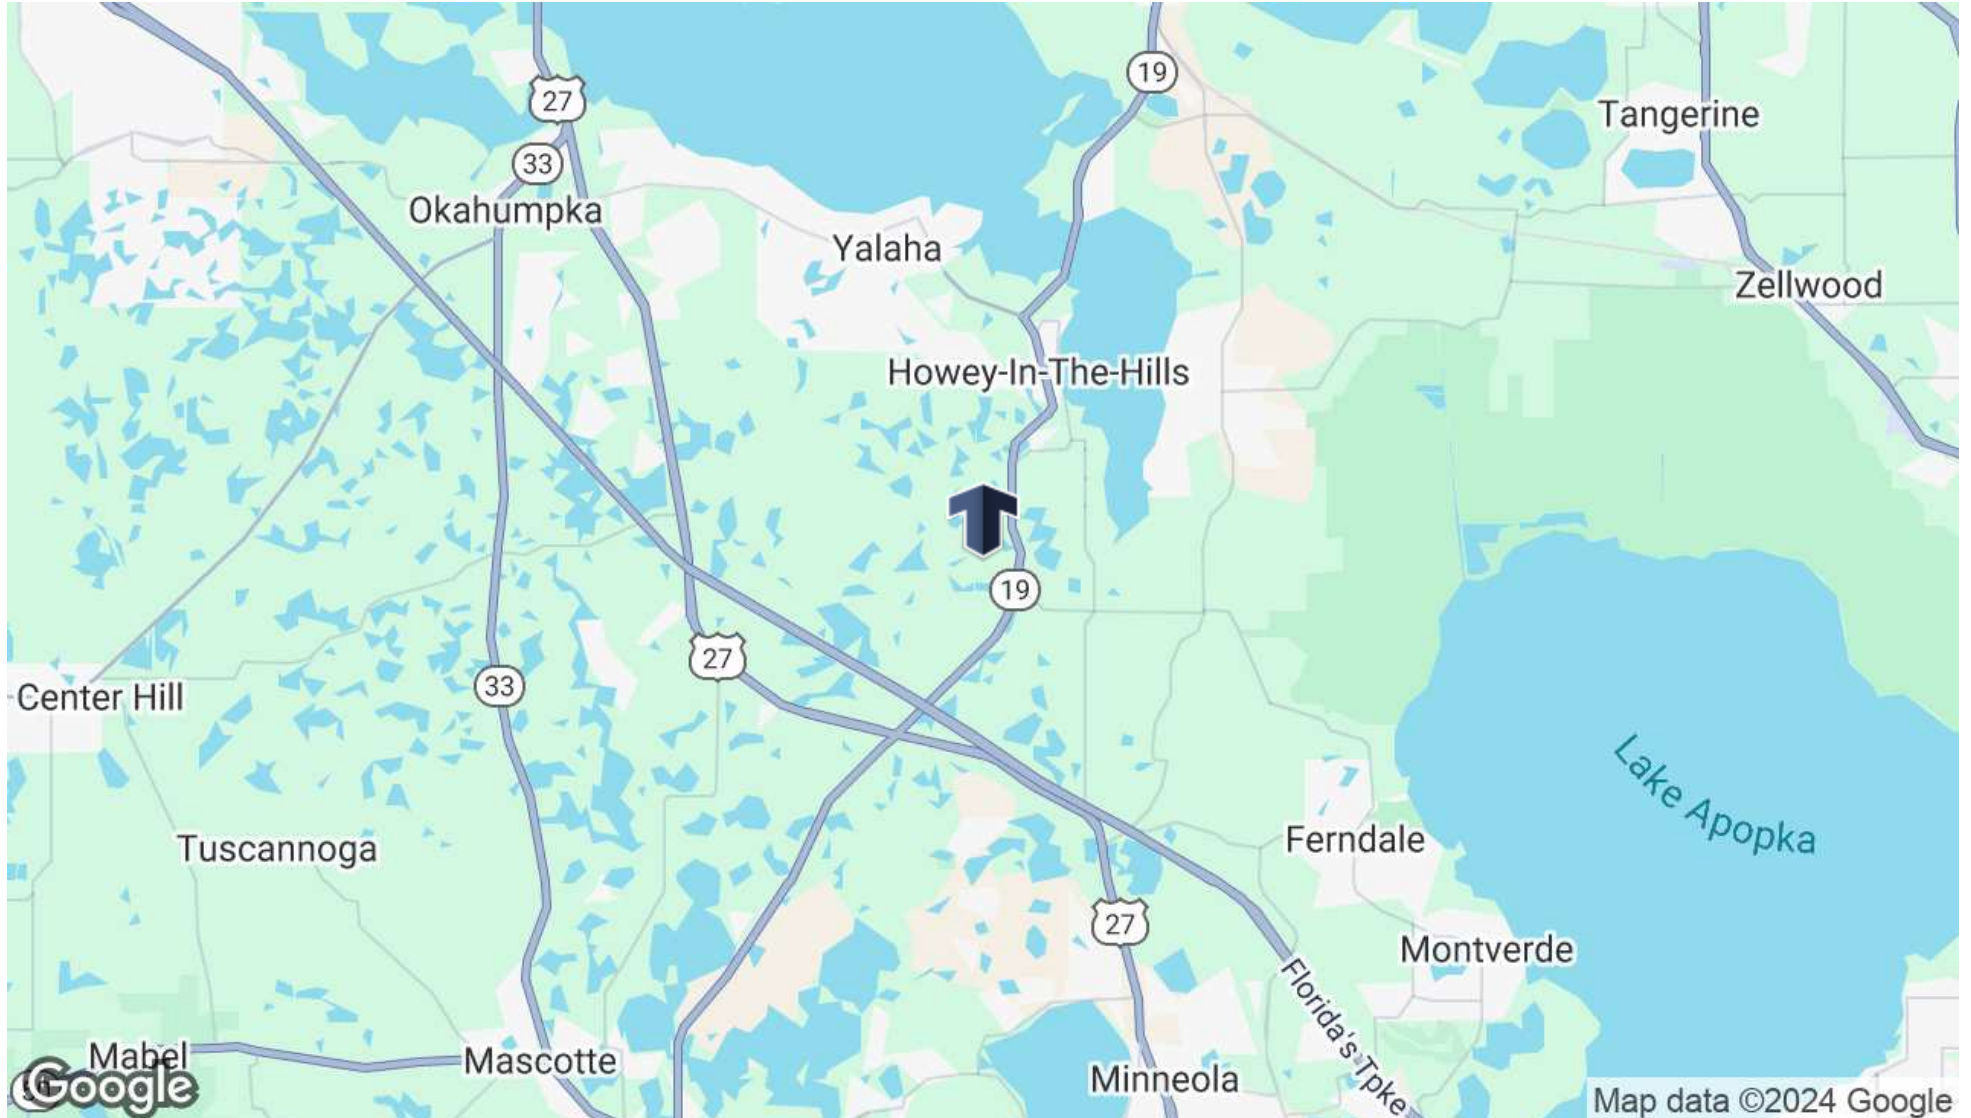 19
27
Tangerine
33
Okahumpka
Yalaha
Zellwood
Howey-In-The-Hills
19
27
33
Center Hill
Lake Apopka
Tuscannoga
Ferndale
27
Montverde
Florida's Tpke
Mabel
Mascotte
Minneola
50
Google
Map data ©2024 Google